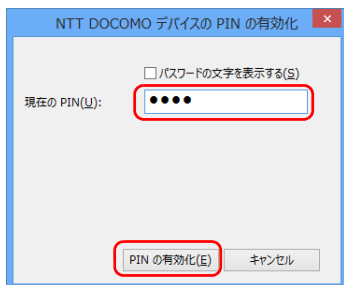 NTT DOCOMO デバイスの PIN の有効化
パスワードの文字を表示する(S)
現在の PIN(U): ●●●●
PIN の有効化(E) キャンセル